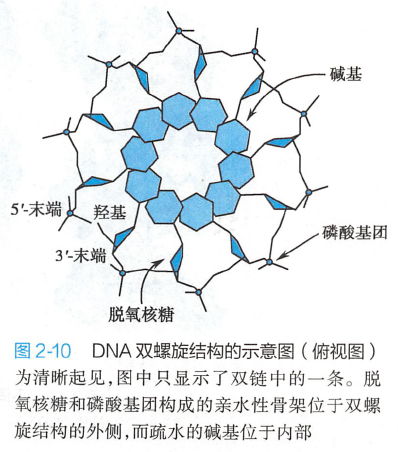 碱基
5′-末端
羟基
磷酸基团
3′-末端
脱氧核糖
图 2-10 DNA 双螺旋结构的示意图（俯视图）
为清晰起见，图中只显示了双链中的一条。脱
氧核糖和磷酸基团构成的亲水性骨架位于双螺
旋结构的外侧，而疏水的碱基位于内部